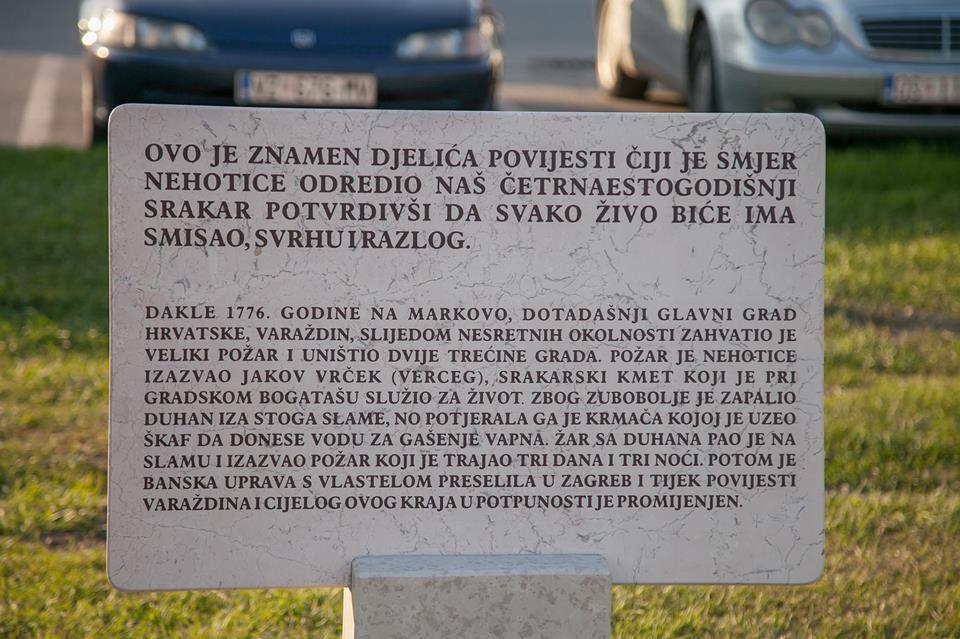 OVO JE ZNAMEN DJELIĆA POVIJESTI ČIJI JE SMJER
NEHOTICE ODREDIO NAŠ ČETRNAESTOGODIŠNJI
SRAKAR POTVRDIVŠI DA SVAKO ŽIVO BIĆE IMA
SMISAO, SVRHU I RAZLOG.
DAKLE 1776. GODINE NA MARKOVO, DOTADAŠNJI GLAVNI GRAD
HRVATSKE, VARAŽDIN, SLIJEDOM NESRETNIH OKOLNOSTI ZAHVATIO JE
VELIKI POŽAR I UNIŠTIO DVIJE TREĆINE GRADA. POŽAR JE NEHOTICE
IZAZVAO JAKOV VRČEK (VERCEG), SRAKARSKI KMET KOJI JE PRI
GRADSKOM BOGATAŠU SLUŽIO ZA ŽIVOT. ZBOG ZUBOBOLJE JE ZAPALIO
DUHAN IZA STOGA SLAME, NO POTJERALA GA JE KRMAČA KOJOJ JE UZEO
ŠKAF DA DONESE VODU ZA GAŠENJE VAPNA. ŽAR SA DUHANA PAO JE NA
SLAMU I IZAZVAO POŽAR KOJI JE TRAJAO TRI DANA I TRI NOĆI. POTOM JE
BANSKA UPRAVA S VLASTELOM PRESELILA U ZAGREB I TIJEK POVIJESTI
VARAŽDINA I CIJELOG OVOG KRAJA U POTPUNOSTI JE PROMIJENJEN.